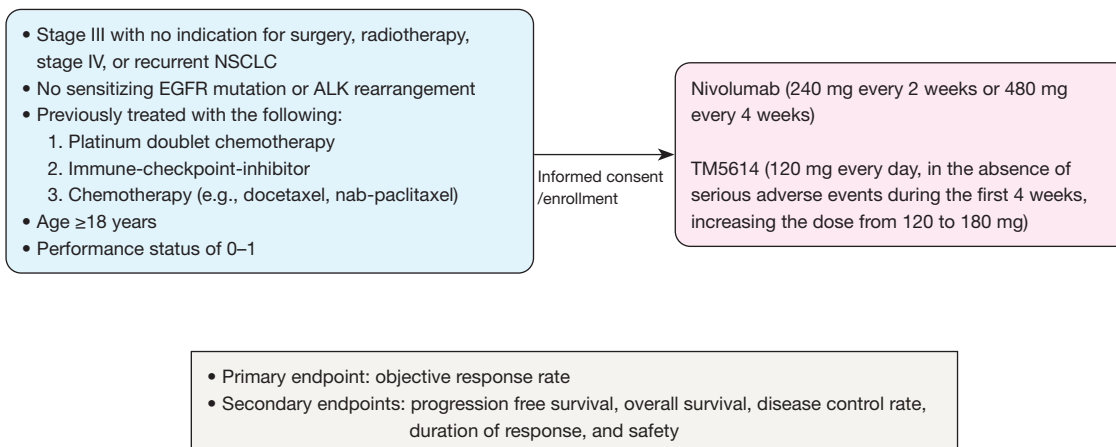 • Stage III with no indication for surgery, radiotherapy,
stage IV, or recurrent NSCLC
• No sensitizing EGFR mutation or ALK rearrangement
• Previously treated with the following:
1. Platinum doublet chemotherapy
2. Immune-checkpoint-inhibitor
3. Chemotherapy (e.g., docetaxel, nab-paclitaxel)
• Age ≥18 years
• Performance status of 0–1
Informed consent
/enrollment
Nivolumab (240 mg every 2 weeks or 480 mg
every 4 weeks)
TM5614 (120 mg every day, in the absence of
serious adverse events during the first 4 weeks,
increasing the dose from 120 to 180 mg)
• Primary endpoint: objective response rate
• Secondary endpoints: progression free survival, overall survival, disease control rate,
duration of response, and safety